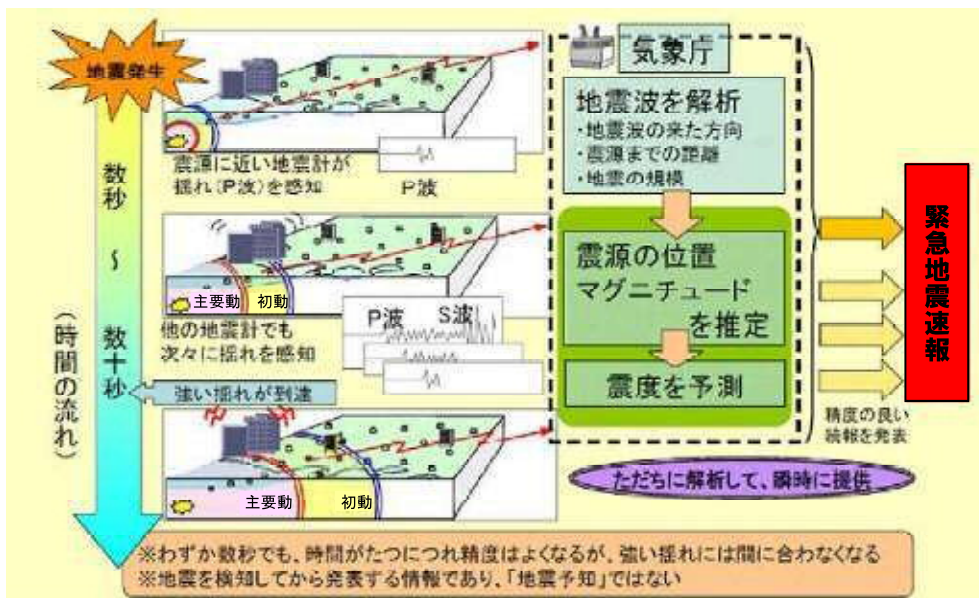 地震発生
数秒
～
数十秒
（時間の流れ）
震源に近い地震計が
揺れ(P波)を感知
P波
主要動
初動
他の地震計でも
次々に揺れを感知
P波
S波
強い揺れが到達
主要動
初動
気象庁
地震波を解析
・地震波の来た方向
・震源までの距離
・地震の規模
震源の位置
マグニチュード
を推定
震度を予測
緊急地震速報
精度の良い
続報を発表
ただちに解析して、瞬時に提供
※わずか数秒でも、時間がたつにつれ精度はよくなるが、強い揺れには間に合わなくなる
※地震を検知してから発表する情報であり、「地震予知」ではない